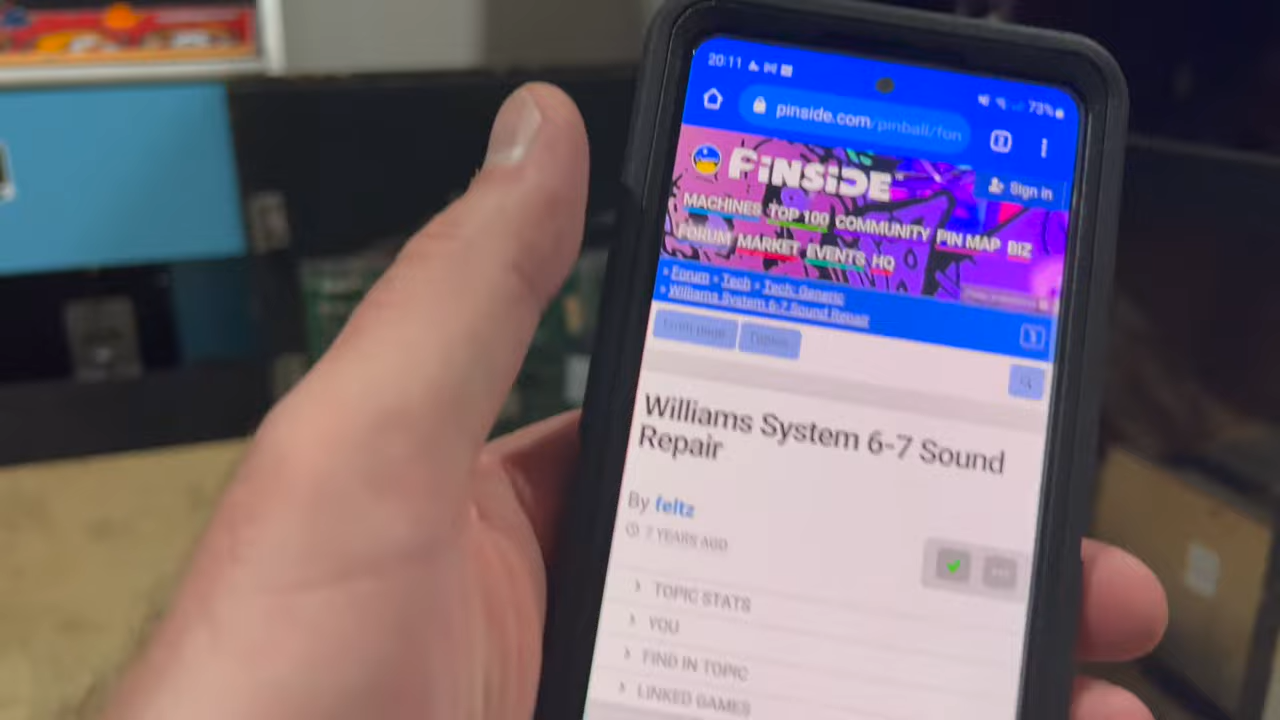 20:11
73%
pinside.com/pinball/fon
PiNSiDE
Sign in
MACHINES TOP 100 COMMUNITY PIN MAP BIZ
FORUM MARKET EVENTS HQ
» Forum » Tech » Tech: Generic
» Williams System 6-7 Sound Repair
Topics
Williams System 6-7 Sound
Repair
By feltz
7 YEARS AGO
TOPIC STATS
YOU
FIND IN TOPIC
LINKED GAMES